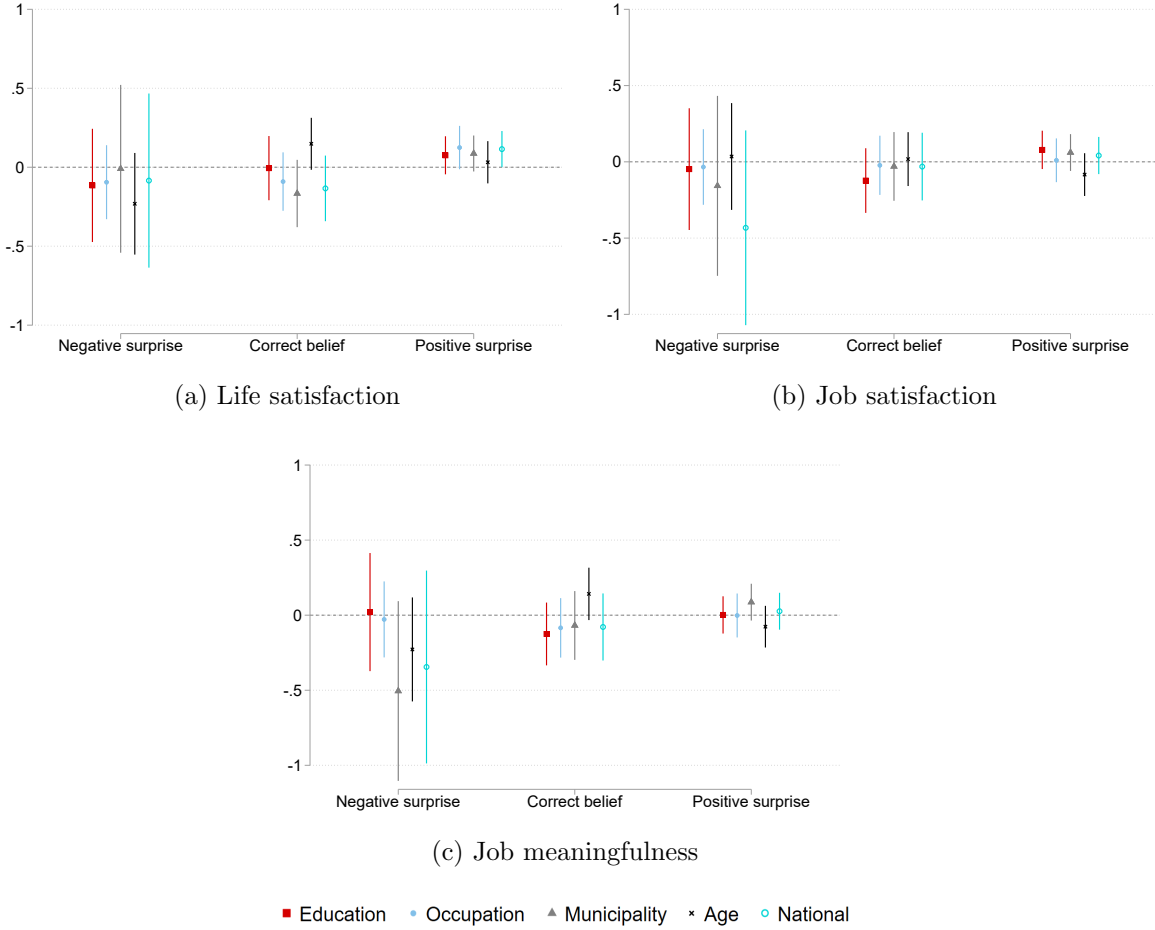 1
.5
0
-.5
-1
Negative surprise Correct belief Positive surprise
(a) Life satisfaction
1
.5
0
-.5
-1
Negative surprise Correct belief Positive surprise
(b) Job satisfaction
1
.5
0
-.5
-1
Negative surprise Correct belief Positive surprise
(c) Job meaningfulness
Education Occupation Municipality Age National